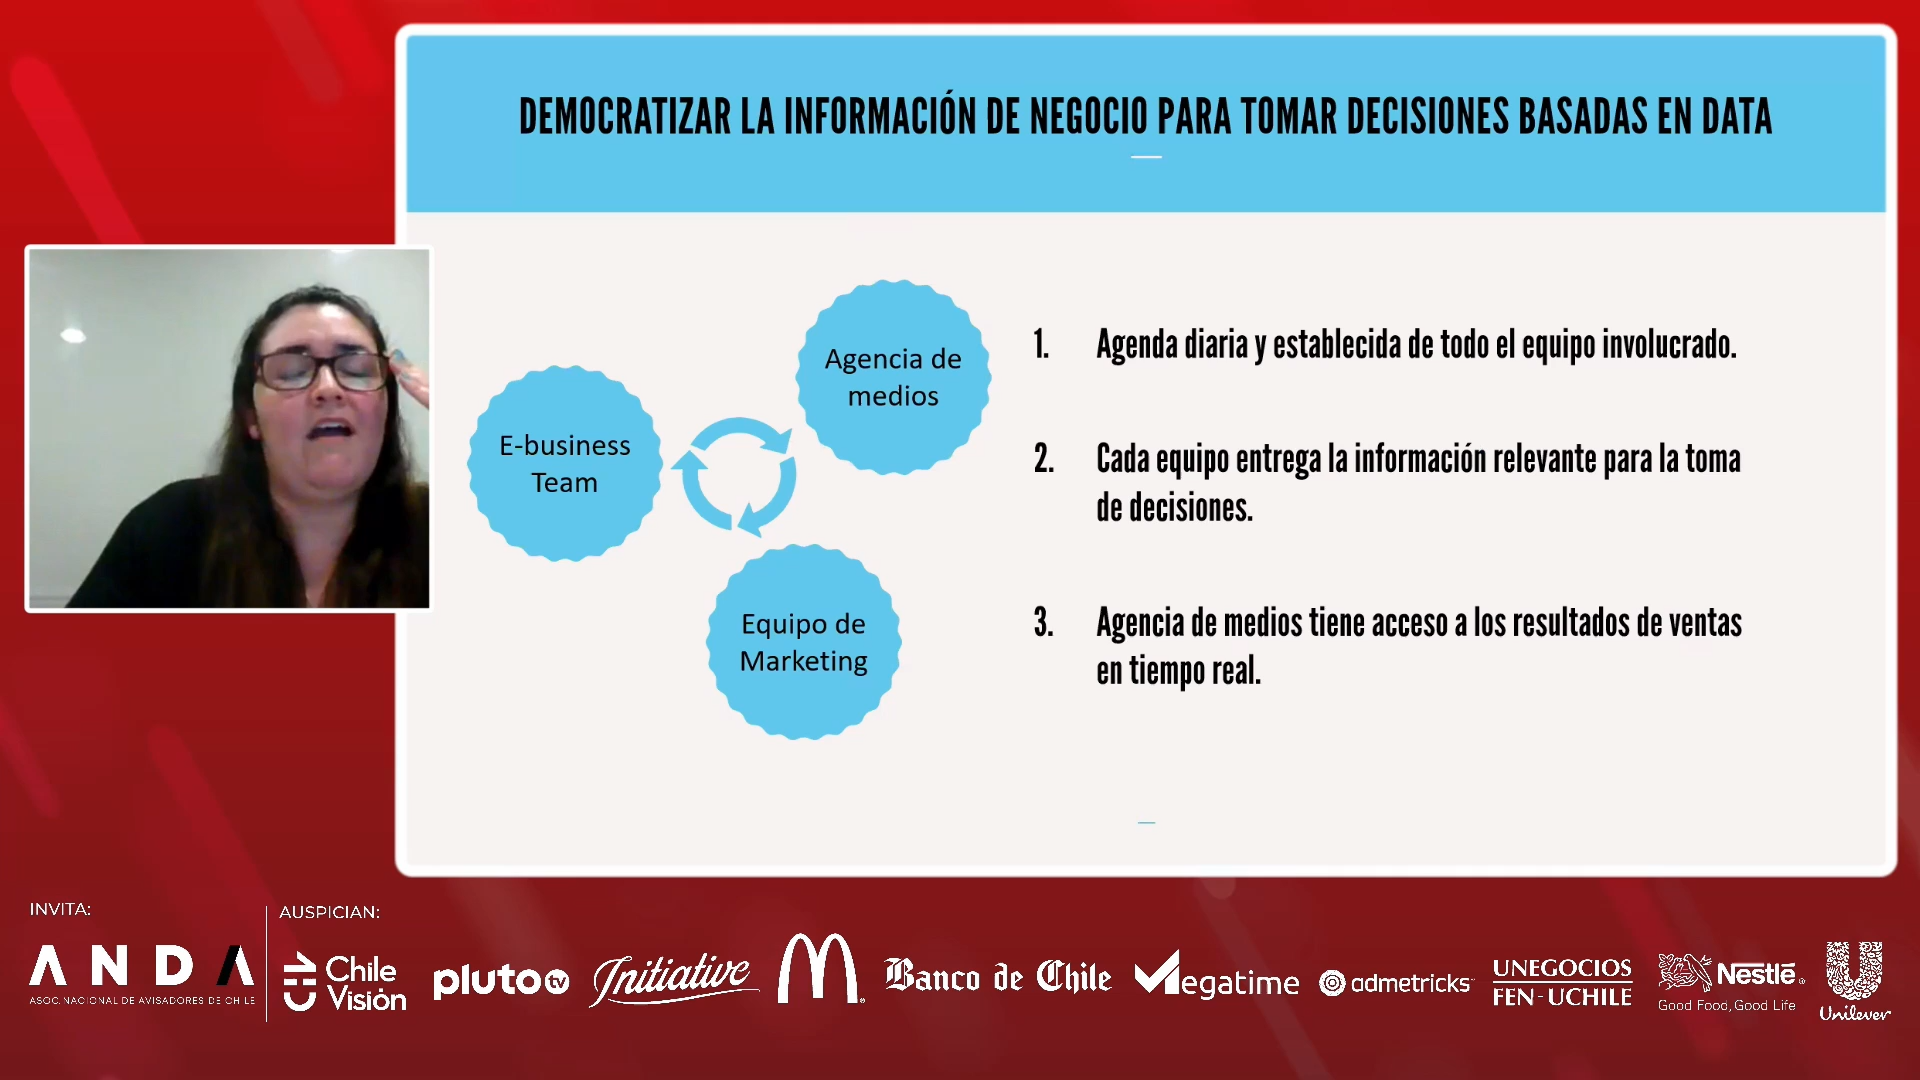 DEMOCRATIZAR LA INFORMACIÓN DE NEGOCIO PARA TOMAR DECISIONES BASADAS EN DATA
E-business
Team
Agencia de
medios
Equipo de
Marketing
1. Agenda diaria y establecida de todo el equipo involucrado.
2. Cada equipo entrega la información relevante para la toma
de decisiones.
3. Agencia de medios tiene acceso a los resultados de ventas
en tiempo real.
INVITA:
ANDA
ASOC. NACIONAL DE AVISADORES DE CHILE
AUSPICIAN:
CHV
Chile
Visión
pluto tv
Initiative
M
Banco de Chile
Megatime
admetricks
UNEGOCIOS
FEN-UCHILE
Nestlé
Good Food, Good Life
U
Unilever